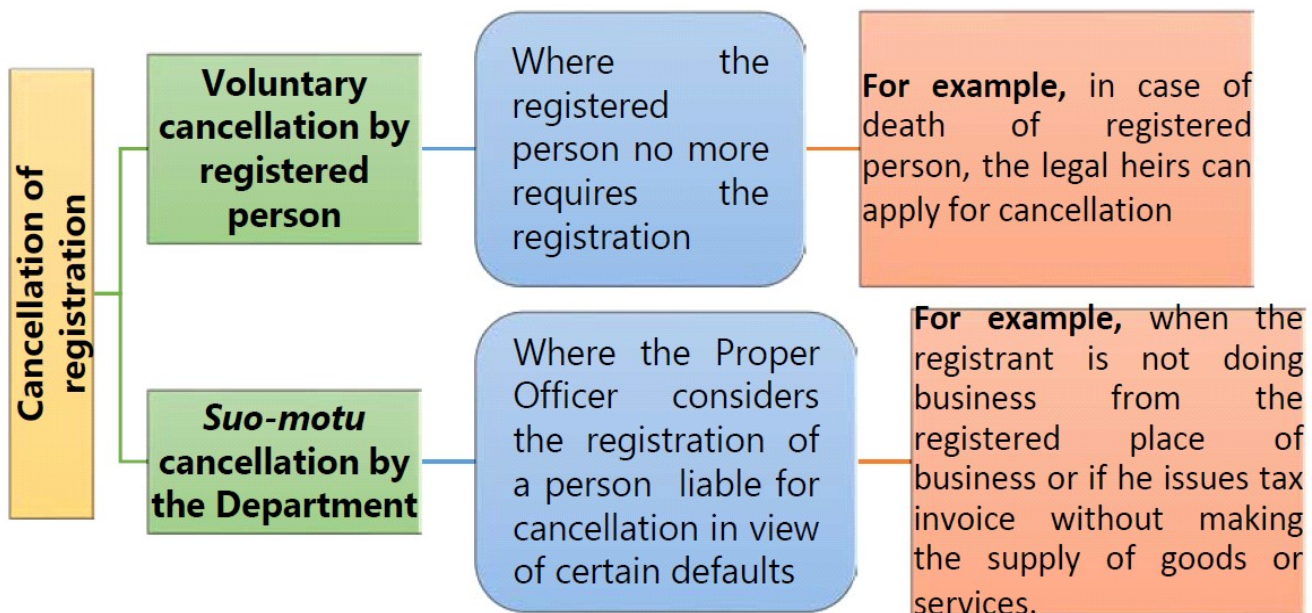 Cancellation of
registration
Voluntary
cancellation by
registered
person
Where the
registered
person no more
requires the
registration
For example, in case of
death of registered
person, the legal heirs can
apply for cancellation
Suo-motu
cancellation by
the Department
Where the Proper
Officer considers
the registration of
a person liable for
cancellation in view
of certain defaults
For example, when the
registrant is not doing
business from the
registered place of
business or if he issues tax
invoice without making
the supply of goods or
services.